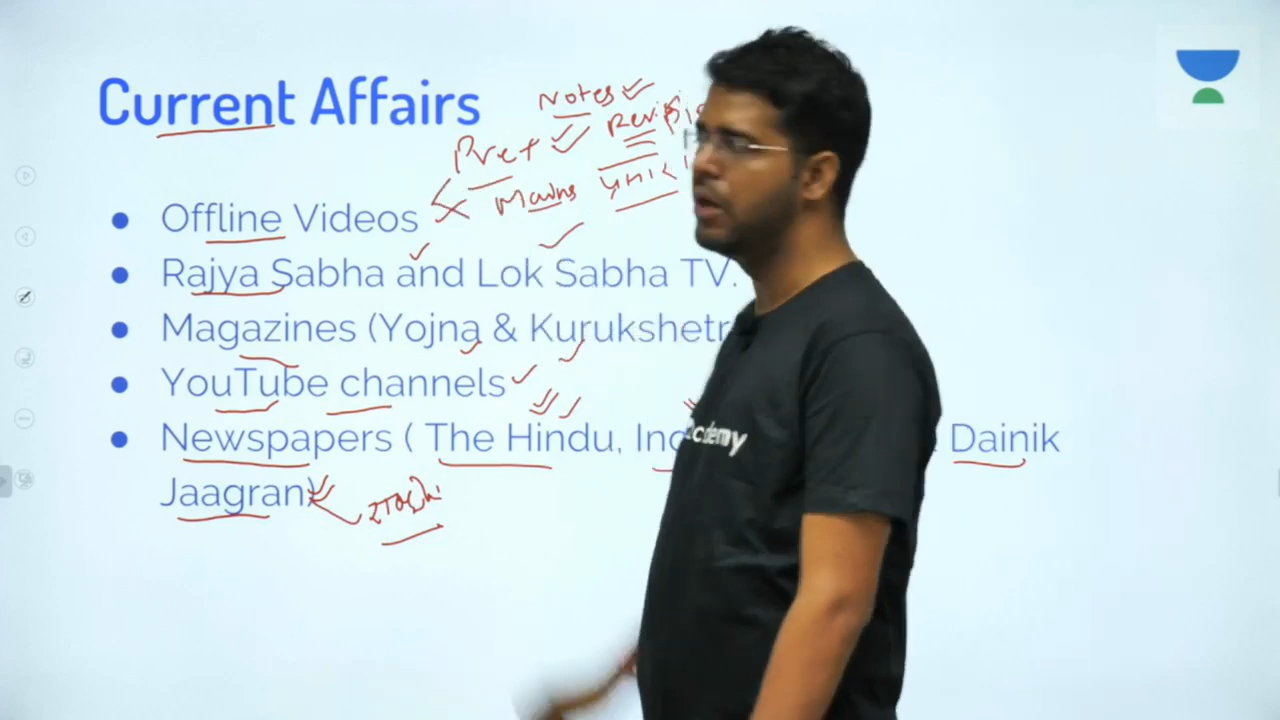 Current Affairs
Notes
Pret
Mains
Offline Videos
Rajya Sabha and Lok Sabha TV.
Magazines (Yojna & Kurukshetr
YouTube channels
Newspapers ( The Hindu, Ind
Dainik
Jaagran)
academy